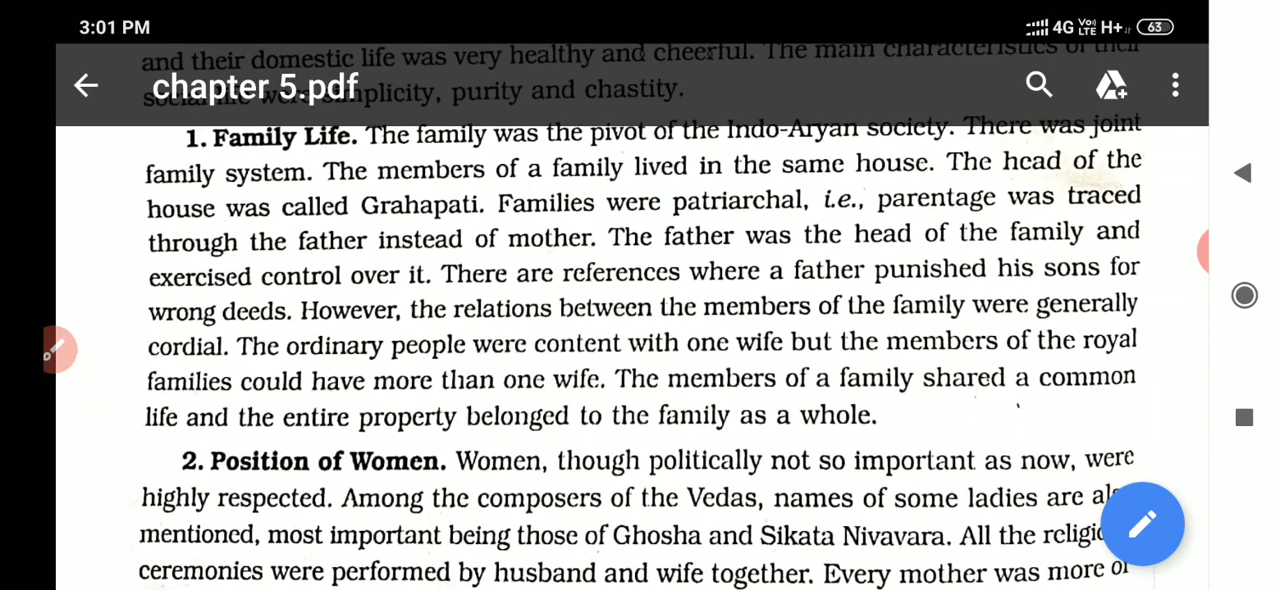 3:01 PM
4G Vo)) LTE H+ 63
and their domestic life was very healthy and cheerful. The main characteristics of their
chapter 5.pdf
social life were simplicity, purity and chastity.
1. Family Life. The family was the pivot of the Indo-Aryan society. There was joint
family system. The members of a family lived in the same house. The head of the
house was called Grahapati. Families were patriarchal, i.e., parentage was traced
through the father instead of mother. The father was the head of the family and
exercised control over it. There are references where a father punished his sons for
wrong deeds. However, the relations between the members of the family were generally
cordial. The ordinary people were content with one wife but the members of the royal
families could have more than one wife. The members of a family shared a common
life and the entire property belonged to the family as a whole.
2. Position of Women. Women, though politically not so important as now, were
highly respected. Among the composers of the Vedas, names of some ladies are als
mentioned, most important being those of Ghosha and Sikata Nivavara. All the religi
ceremonies were performed by husband and wife together. Every mother was more or